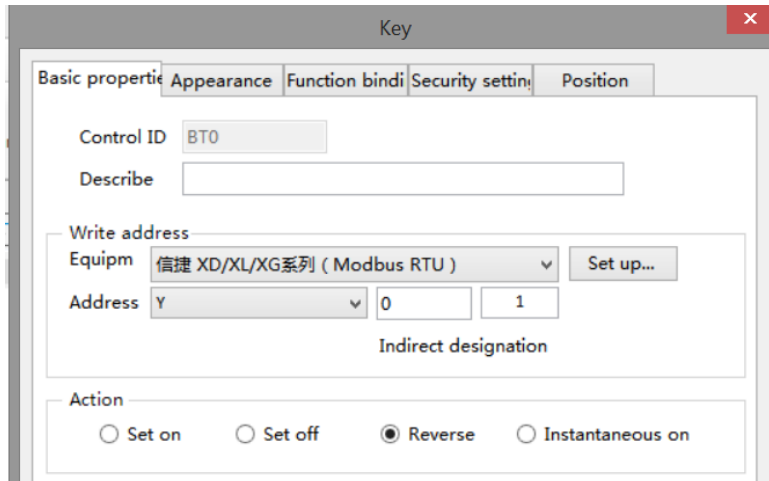 Key
Basic propertie Appearance Function bindi Security setting Position
Control ID BT0
Describe
Write address
Equipm 信捷 XD/XL/XG系列（Modbus RTU） Set up...
Address Y 0 1
Indirect designation
Action
Set on Set off Reverse Instantaneous on